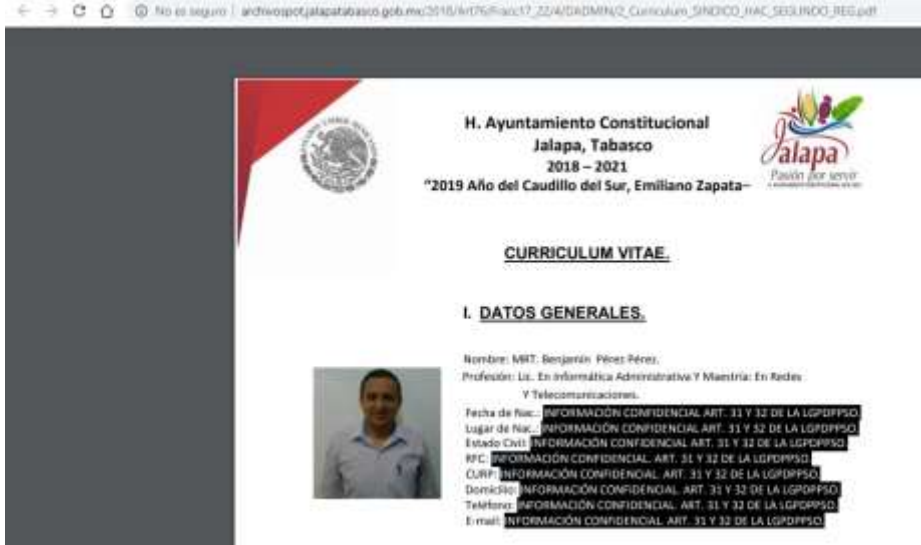 No es seguro | archivospot.jalapatabasco.gob.mx/2018/Art76/Fracc17_22/4/DADMIN/2_Curriculum_SINDICO_HAC_SEGUNDO_REG.pdf
H. Ayuntamiento Constitucional
Jalapa, Tabasco
2018 – 2021
"2019 Año del Caudillo del Sur, Emiliano Zapata–
Jalapa
Pasión por servir
CURRICULUM VITAE.
I. DATOS GENERALES.
Nombre: MRT. Benjamín Pérez Pérez.
Profesión: Lic. En Informática Administrativa Y Maestría: En Redes
Y Telecomunicaciones.
Fecha de Nac.: INFORMACIÓN CONFIDENCIAL ART. 31 Y 32 DE LA LGPDPPSO.
Lugar de Nac.: INFORMACIÓN CONFIDENCIAL ART. 31 Y 32 DE LA LGPDPPSO.
Estado Civil: INFORMACIÓN CONFIDENCIAL ART. 31 Y 32 DE LA LGPDPPSO.
RFC: INFORMACIÓN CONFIDENCIAL. ART. 31 Y 32 DE LA LGPDPPSO.
CURP: INFORMACIÓN CONFIDENCIAL. ART. 31 Y 32 DE LA LGPDPPSO.
Domicilio: INFORMACIÓN CONFIDENCIAL. ART. 31 Y 32 DE LA LGPDPPSO.
Teléfono: INFORMACIÓN CONFIDENCIAL. ART. 31 Y 32 DE LA LGPDPPSO.
E-mail: INFORMACIÓN CONFIDENCIAL. ART. 31 Y 32 DE LA LGPDPPSO.